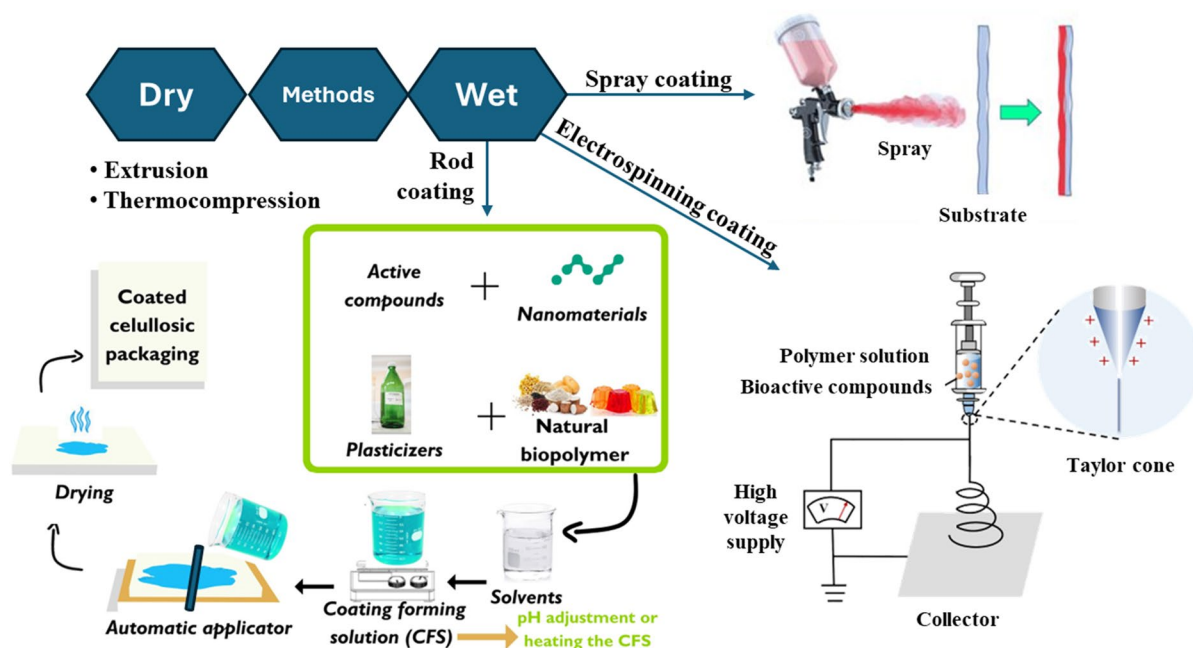 Dry
Methods
Wet
• Extrusion
• Thermocompression
Spray coating
Electrospinning coating
Rod
coating
Spray
Substrate
Active
compounds
+
Nanomaterials
Plasticizers
+
Natural
biopolymer
Solvents
Coating forming
solution (CFS)
pH adjustment or
heating the CFS
Automatic applicator
Drying
Coated
celullosic
packaging
Polymer solution
Bioactive compounds
Taylor cone
+
+
+
+
+
+
High
voltage
supply
V
Collector